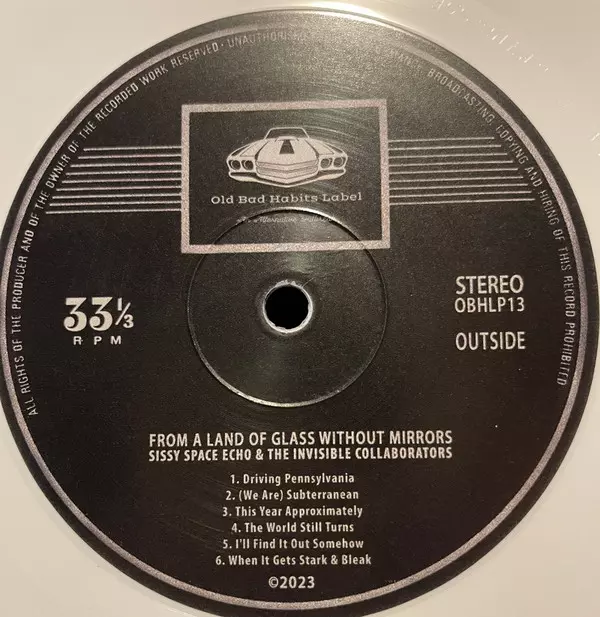 ALL RIGHTS OF THE PRODUCER AND OF THE OWNER OF THE RECORDED WORK RESERVED · UNAUTHORISED BROADCASTING, COPYING AND HIRING OF THIS RECORD PROHIBITED
Old Bad Habits Label
33⅓
RPM
STEREO
OBHLP13
OUTSIDE
FROM A LAND OF GLASS WITHOUT MIRRORS
SISSY SPACE ECHO & THE INVISIBLE COLLABORATORS
1. Driving Pennsylvania
2. (We Are) Subterranean
3. This Year Approximately
4. The World Still Turns
5. I'll Find It Out Somehow
6. When It Gets Stark & Bleak
©2023